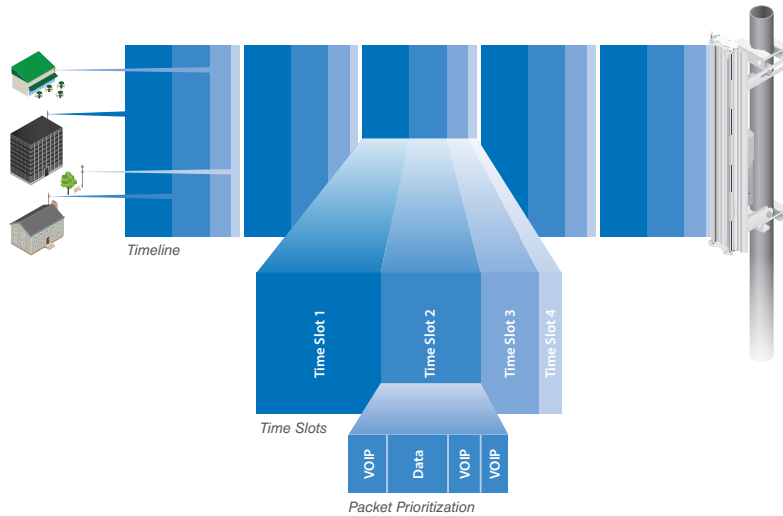 Timeline
Time Slot 1
Time Slot 2
Time Slot 3
Time Slot 4
Time Slots
VOIP
Data
VOIP
VOIP
Packet Prioritization